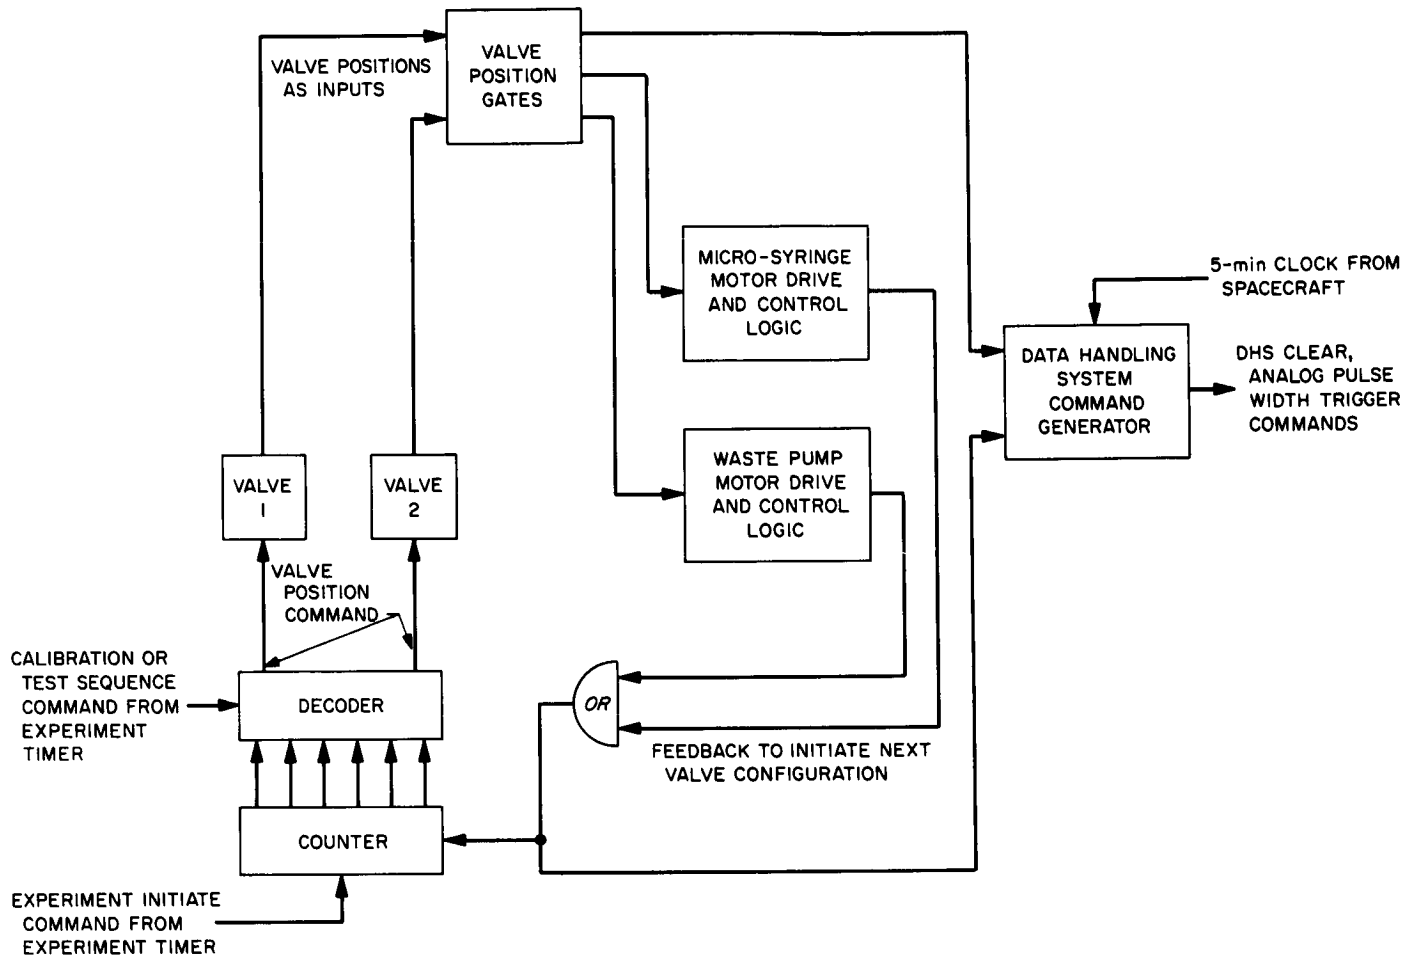 VALVE
POSITION
GATES
VALVE POSITIONS
AS INPUTS
MICRO-SYRINGE
MOTOR DRIVE
AND CONTROL
LOGIC
5-min CLOCK FROM
SPACECRAFT
DATA HANDLING
SYSTEM
COMMAND
GENERATOR
DHS CLEAR,
ANALOG PULSE
WIDTH TRIGGER
COMMANDS
WASTE PUMP
MOTOR DRIVE
AND CONTROL
LOGIC
VALVE
1
VALVE
2
VALVE
POSITION
COMMAND
CALIBRATION OR
TEST SEQUENCE
COMMAND FROM
EXPERIMENT
TIMER
DECODER
OR
FEEDBACK TO INITIATE NEXT
VALVE CONFIGURATION
COUNTER
EXPERIMENT INITIATE
COMMAND FROM
EXPERIMENT TIMER